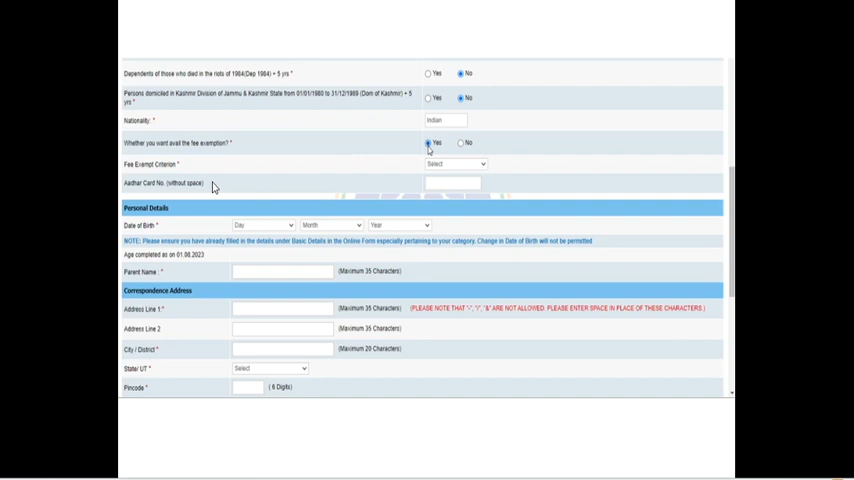 Dependents of those who died in the riots of 1984(Dep 1984) + 5 yrs *
Yes No
Persons domiciled in Kashmir Division of Jammu & Kashmir State from 01/01/1980 to 31/12/1989 (Dom of Kashmir) + 5 yrs *
Yes No
Nationality: *
Indian
Whether you want avail the fee exemption? *
Yes No
Fee Exempt Criterion *
Select
Aadhar Card No. (without space)
Personal Details
Date of Birth *
Day Month Year
NOTE: Please ensure you have already filled in the details under Basic Details in the Online Form especially pertaining to your category. Change in Date of Birth will not be permitted
Age completed as on 01.08.2023
Parent Name : *
(Maximum 35 Characters)
Correspondence Address
Address Line 1:*
(Maximum 35 Characters) (PLEASE NOTE THAT "-", "/", "&" ARE NOT ALLOWED. PLEASE ENTER SPACE IN PLACE OF THESE CHARACTERS.)
Address Line 2
(Maximum 35 Characters)
City / District *
(Maximum 20 Characters)
State/ UT *
Select
Pincode *
( 6 Digits)